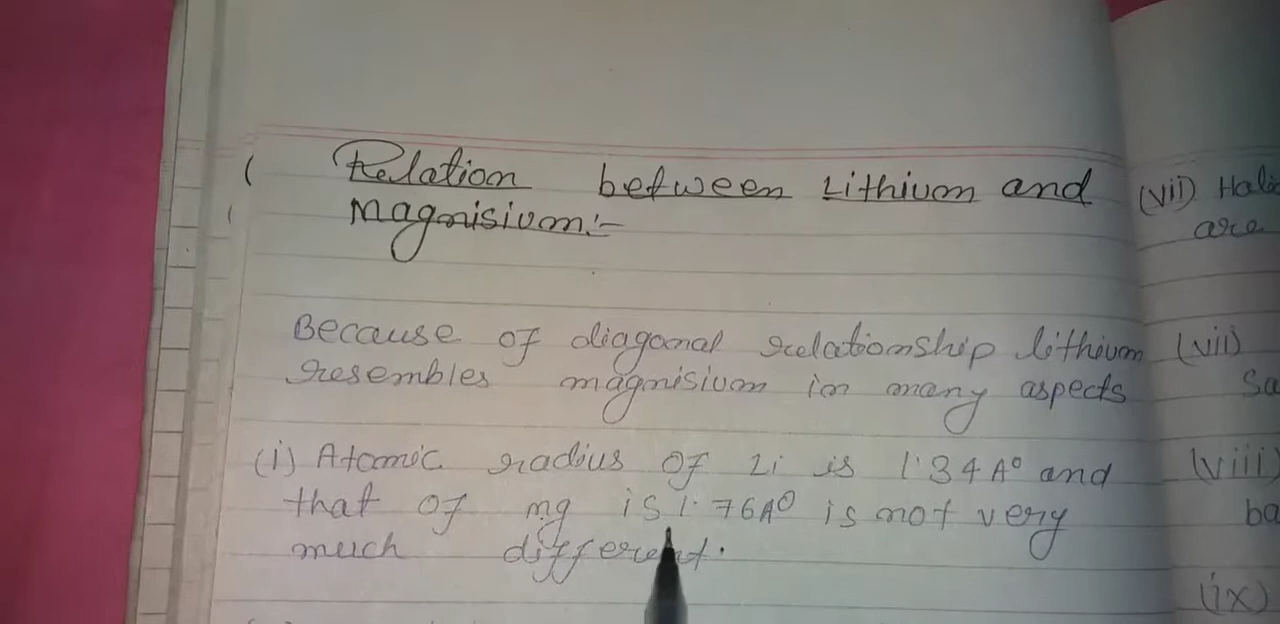 Relation between Lithium and
Magnisium:-
Because of diagonal relationship lithium
resembles magnisium in many aspects
(i) Atomic radius of Li is 1.34 A° and
that of mg is 1.76A° is not very
much different.
(vii)
are
(vii)
(viii)
(ix)